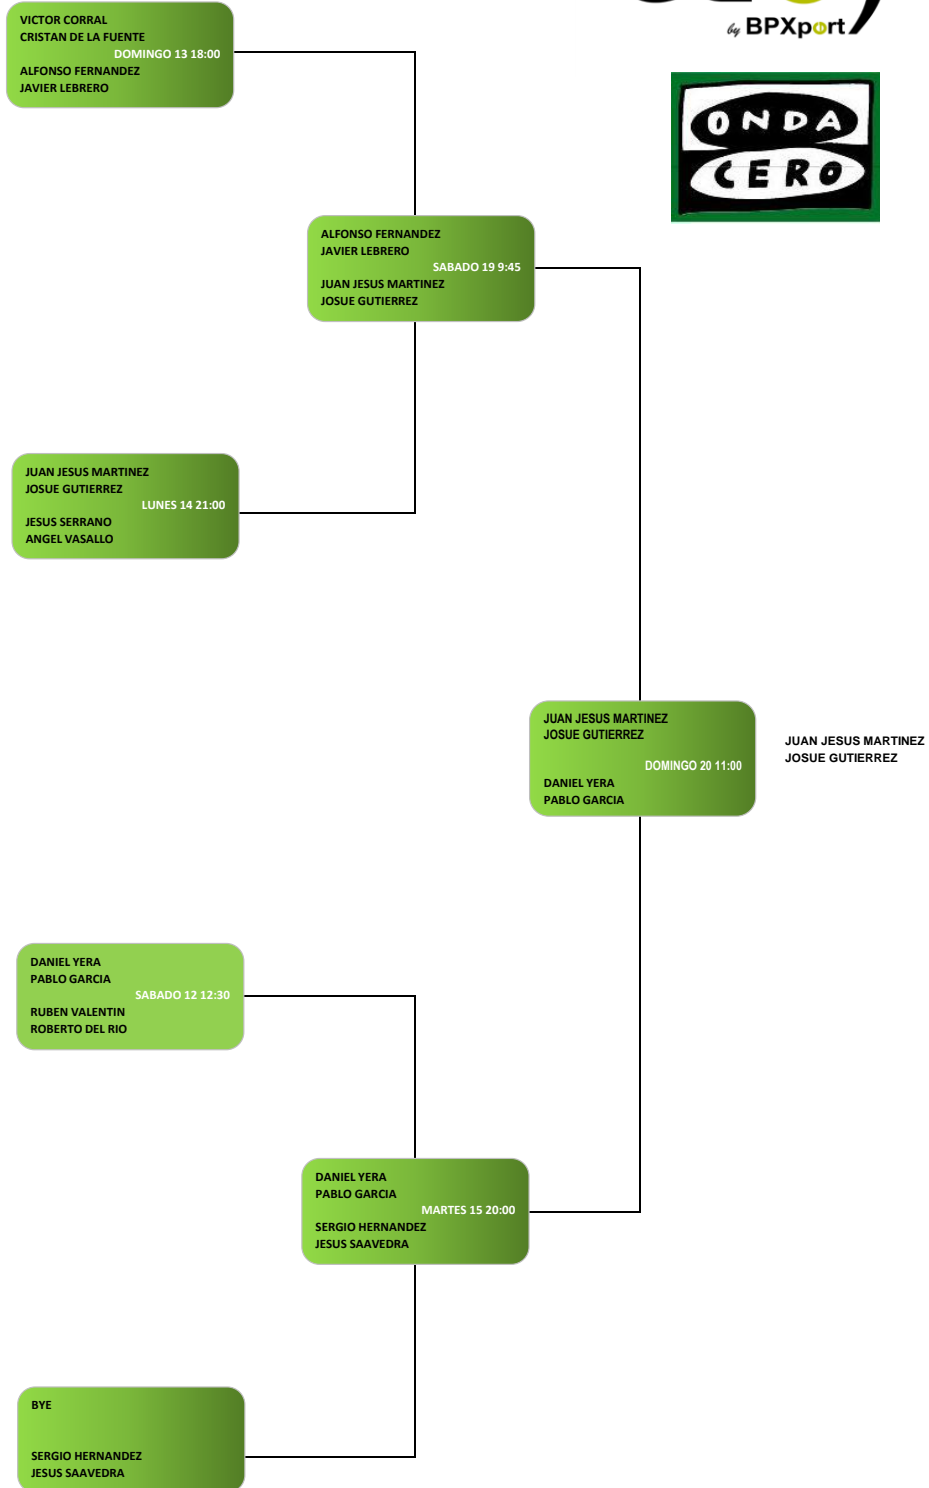 VICTOR CORRAL
CRISTAN DE LA FUENTE
DOMINGO 13 18:00
ALFONSO FERNANDEZ
JAVIER LEBRERO
by BPXport
ONDA
CERO
ALFONSO FERNANDEZ
JAVIER LEBRERO
SABADO 19 9:45
JUAN JESUS MARTINEZ
JOSUE GUTIERREZ
JUAN JESUS MARTINEZ
JOSUE GUTIERREZ
LUNES 14 21:00
JESUS SERRANO
ANGEL VASALLO
JUAN JESUS MARTINEZ
JOSUE GUTIERREZ
DOMINGO 20 11:00
DANIEL YERA
PABLO GARCIA
JUAN JESUS MARTINEZ
JOSUE GUTIERREZ
DANIEL YERA
PABLO GARCIA
SABADO 12 12:30
RUBEN VALENTIN
ROBERTO DEL RIO
DANIEL YERA
PABLO GARCIA
MARTES 15 20:00
SERGIO HERNANDEZ
JESUS SAAVEDRA
BYE
SERGIO HERNANDEZ
JESUS SAAVEDRA